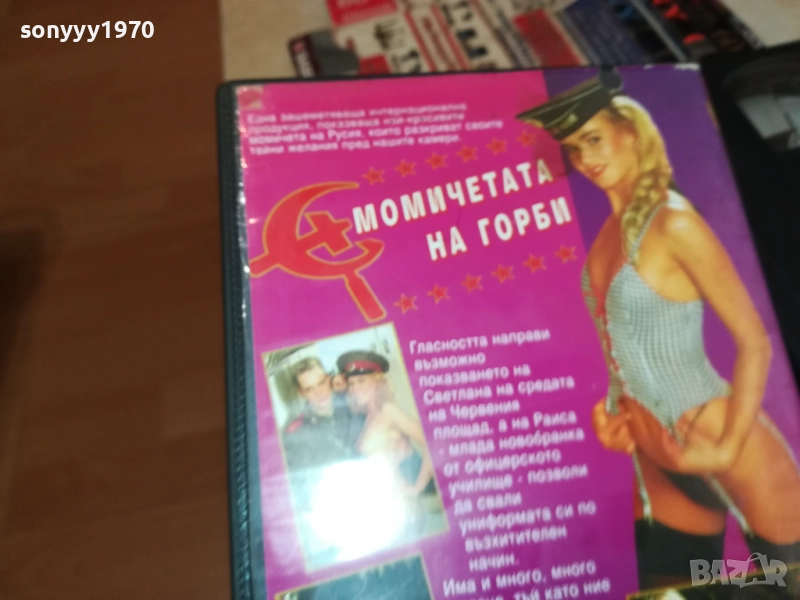 sonyyy1970
Една зашеметяваща интернационална
продукция, показваща най-красивите
момичета на Русия, които разкриват своите
тайни желания пред нашите камери.
МОМИЧЕТАТА
НА ГОРБИ
Гласността направи
възможно
показването на
Светлана на средата
на Червения
площад, а на Раиса
- млада новобранка
от офицерското
училище - позволи
да свали
униформата си по
възхитителен
начин.
Има и много, много
тъй като ние
BAZAR